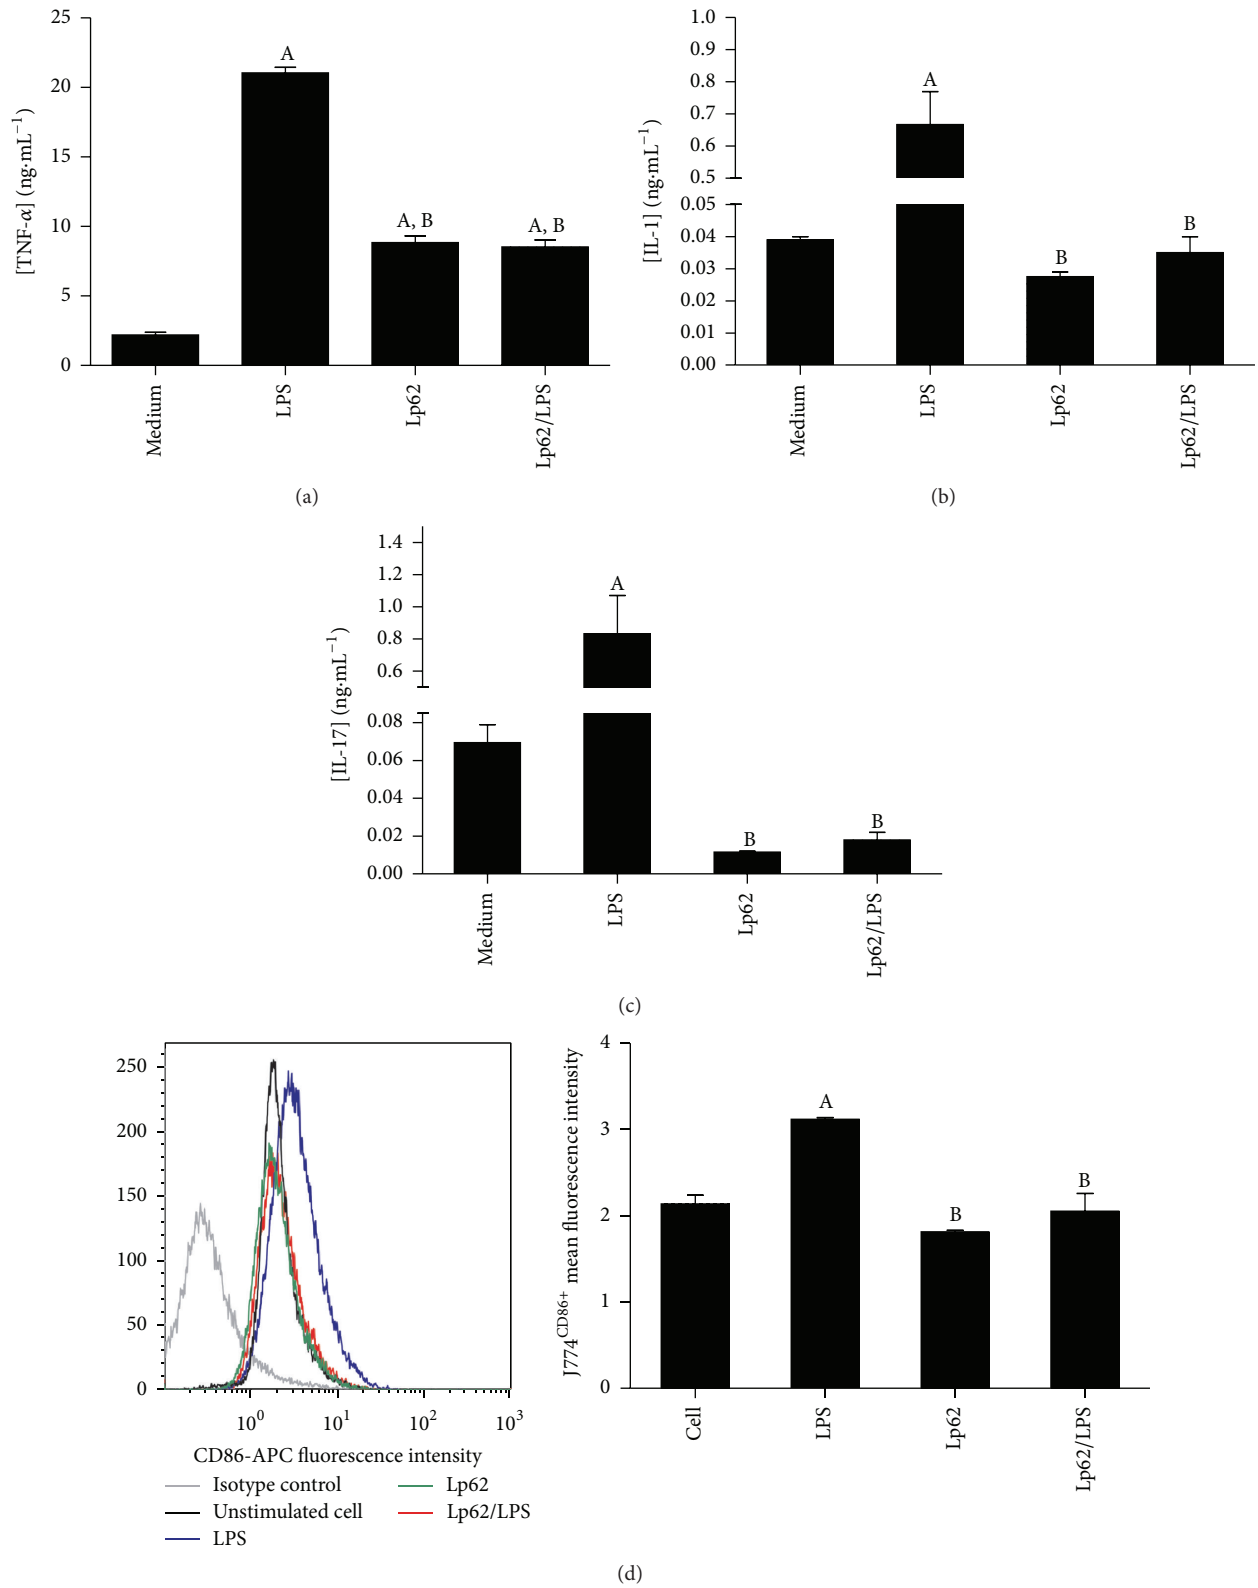 [TNF-α] (ng·mL⁻¹)
25
20
15
10
5
0
A
A, B
A, B
Medium
LPS
Lp62
Lp62/LPS
(a)
[IL-1] (ng·mL⁻¹)
1.0
0.9
0.8
0.7
0.6
0.5
0.05
0.04
0.03
0.02
0.01
0.00
A
B
B
Medium
LPS
Lp62
Lp62/LPS
(b)
[IL-17] (ng·mL⁻¹)
1.4
1.2
1.0
0.8
0.6
0.08
0.06
0.04
0.02
0.00
A
B
B
Medium
LPS
Lp62
Lp62/LPS
(c)
250
200
150
100
50
0
10⁰ 10¹ 10² 10³
CD86-APC fluorescence intensity
Isotype control
Unstimulated cell
LPS
Lp62
Lp62/LPS
J774^CD86+ mean fluorescence intensity
4
3
2
1
0
A
B
B
Cell
LPS
Lp62
Lp62/LPS
(d)